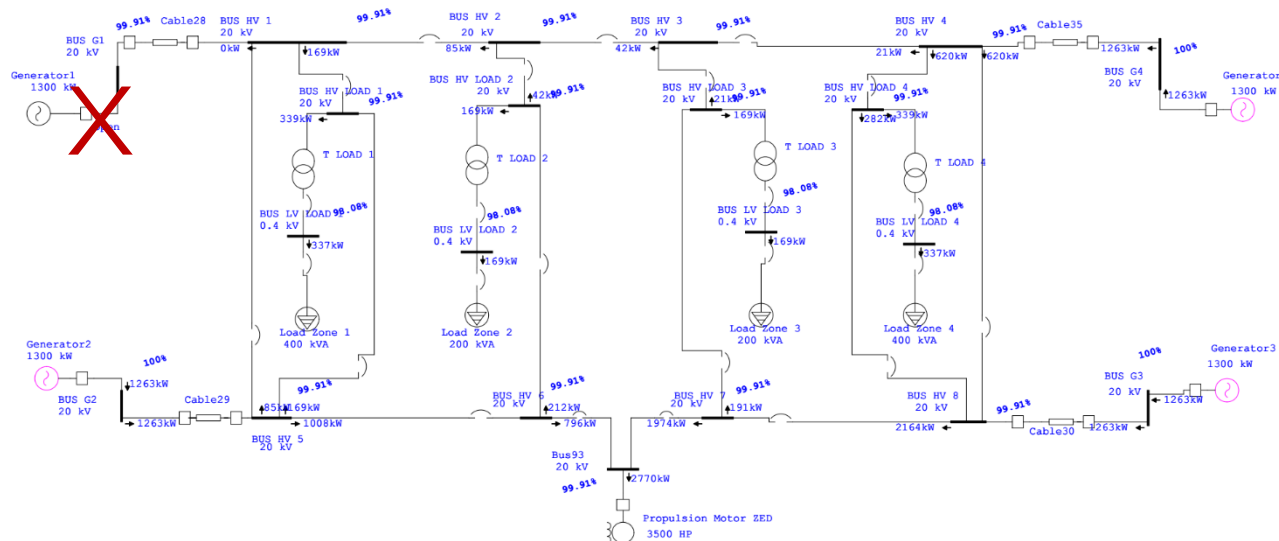 BUS G1
20 kV
99.91%
Cable28
BUS HV 1
20 kV
0kW
169kW
99.91%
BUS HV 2
20 kV
85kW
99.91%
BUS HV 3
20 kV
42kW
99.91%
BUS HV 4
20 kV
21kW
620kW
620kW
99.91%
Cable35
1263kW
100%
BUS G4
20 kV
1263kW
Generator
1300 kW
Generator1
1300 kW
BUS HV LOAD 1
20 kV
99.91%
339kW
BUS HV LOAD 2
20 kV
42kW
99.91%
169kW
BUS HV LOAD 3
20 kV
21kW
99.91%
169kW
BUS HV LOAD 4
20 kV
99.91%
282kW
339kW
T LOAD 1
T LOAD 2
T LOAD 3
T LOAD 4
98.08%
98.08%
98.08%
98.08%
BUS LV LOAD
0.4 kV
337kW
BUS LV LOAD 2
0.4 kV
169kW
BUS LV LOAD 3
0.4 kV
169kW
BUS LV LOAD 4
0.4 kV
337kW
Load Zone 1
400 kVA
Load Zone 2
200 kVA
Load Zone 3
200 kVA
Load Zone 4
400 kVA
Generator2
1300 kW
100%
1263kW
BUS G2
20 kV
1263kW
Cable29
85kW
169kW
99.91%
1008kW
BUS HV 5
20 kV
BUS HV 6
20 kV
99.91%
212kW
796kW
BUS HV 7
20 kV
99.91%
191kW
1974kW
BUS HV 8
20 kV
2164kW
99.91%
Cable30
1263kW
BUS G3
20 kV
100%
1263kW
Generator3
1300 kW
Bus93
20 kV
99.91%
2770kW
Propulsion Motor ZED
3500 HP